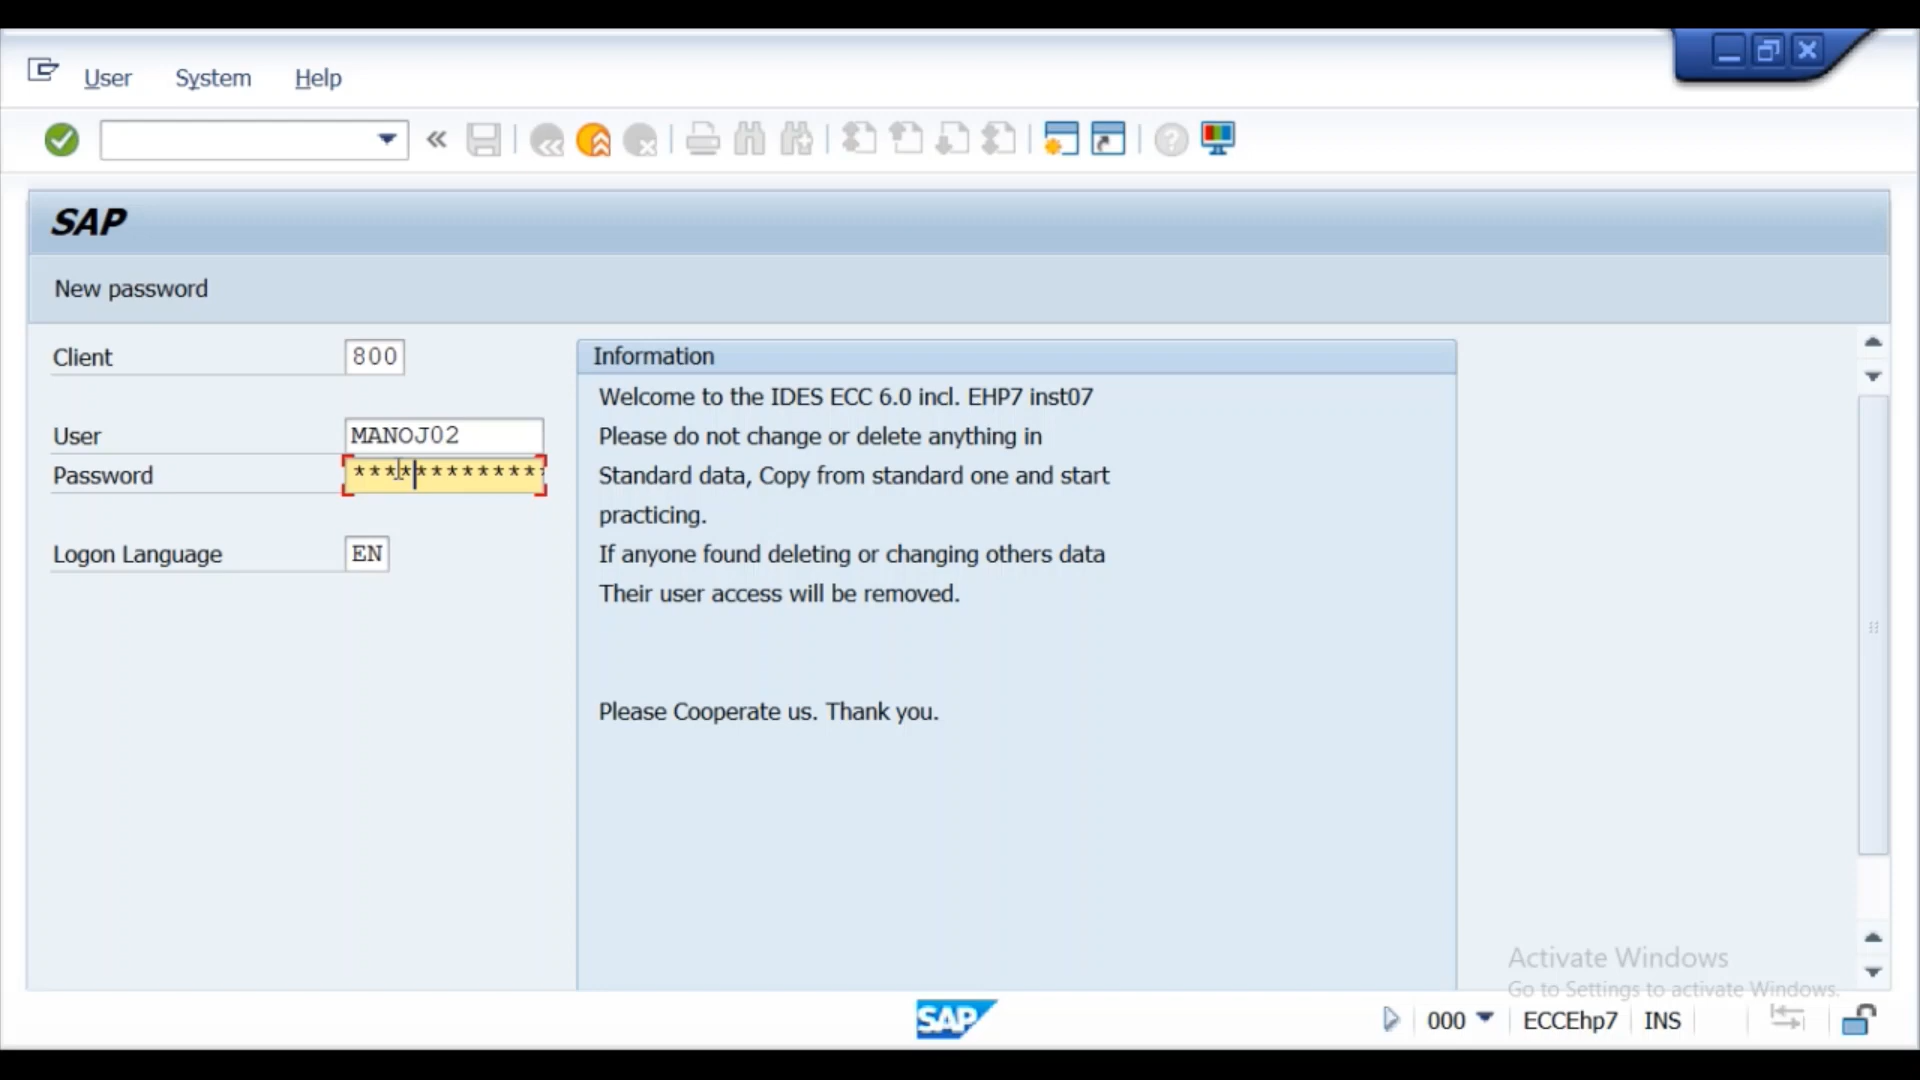 User System Help
SAP
New password
Client 800
Information
Welcome to the IDES ECC 6.0 incl. EHP7 inst07
User MANOJ02
Please do not change or delete anything in
Password *************
Standard data, Copy from standard one and start
practicing.
Logon Language EN
If anyone found deleting or changing others data
Their user access will be removed.
Please Cooperate us. Thank you.
Activate Windows
Go to Settings to activate Windows.
SAP 000 ECCEhp7 INS